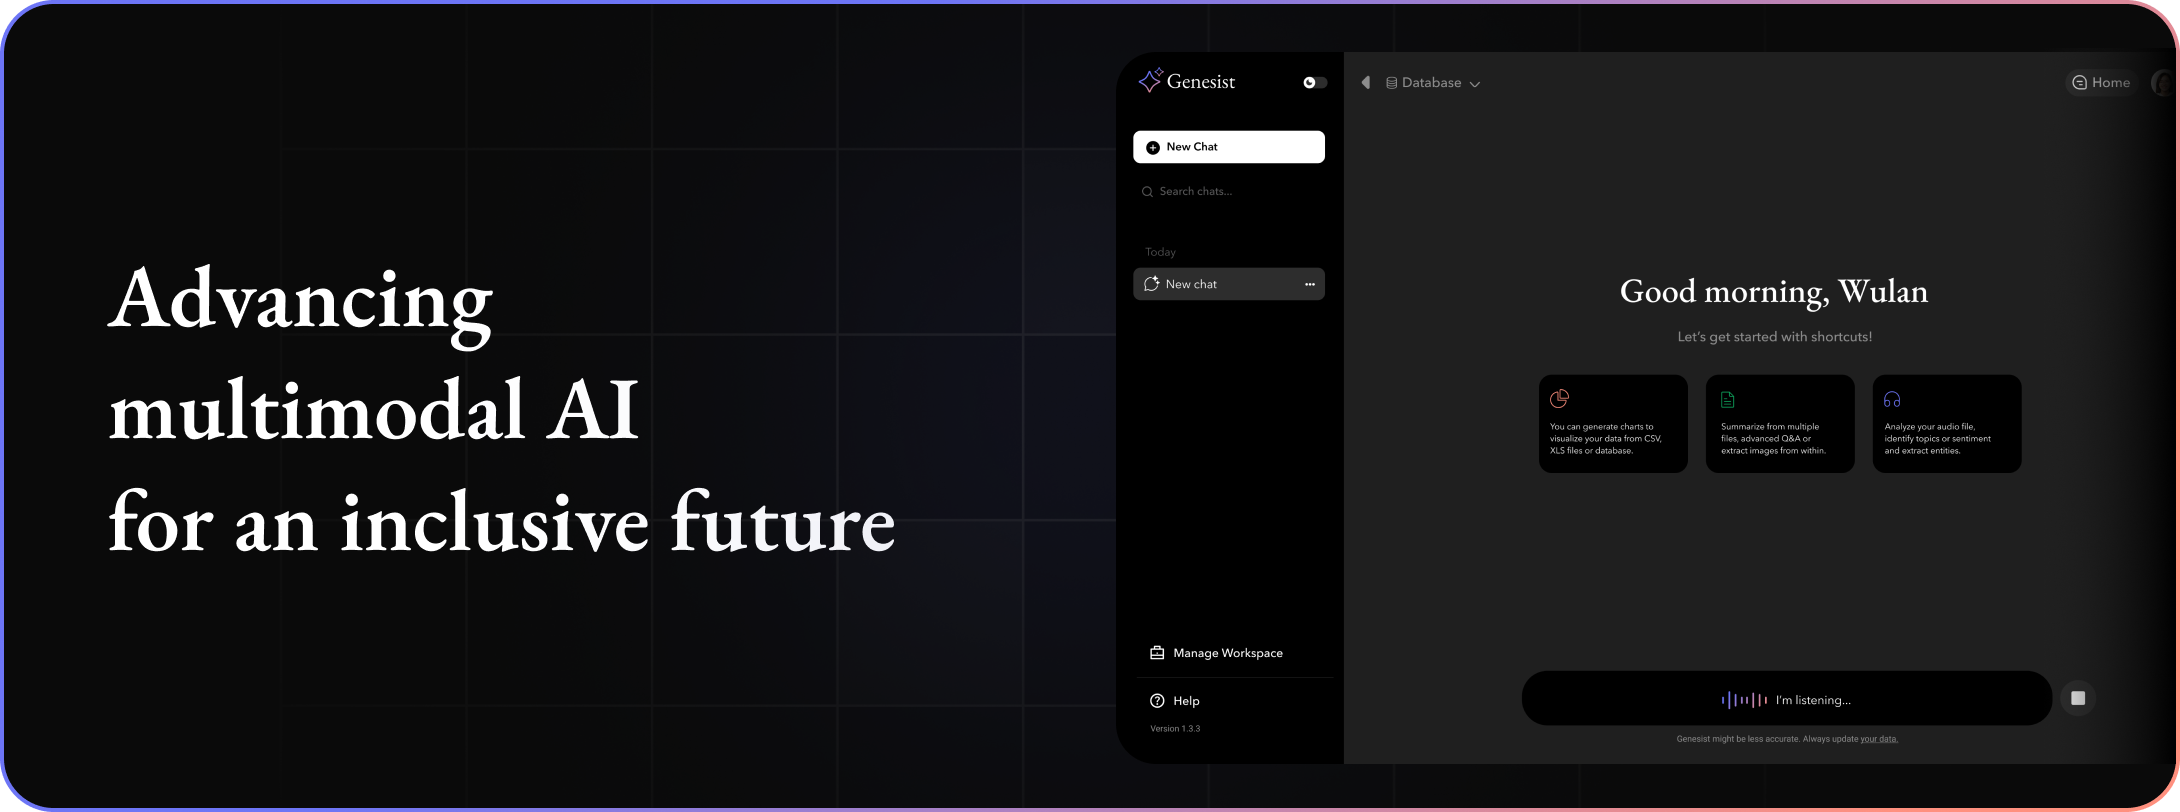 Advancing
multimodal AI
for an inclusive future
Genesist
New Chat
Search chats...
Today
New chat
Manage Workspace
Help
Version 1.3.3
Database
Home
Good morning, Wulan
Let's get started with shortcuts!
You can generate charts to
visualize your data from CSV,
XLS files or database.
Summarize from multiple
files, advanced Q&A or
extract images from within.
Analyze your audio file,
identify topics or sentiment
and extract entities.
I'm listening...
Genesist might be less accurate. Always update your data.